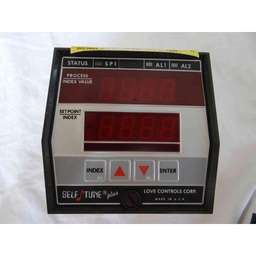 STATUS SP1 AL1 AL2
PROCESS
INDEX VALUE
SETPOINT
INDEX
INDEX ENTER
SELF TUNE® plus LOVE CONTROLS CORP.
MADE IN U.S.A.